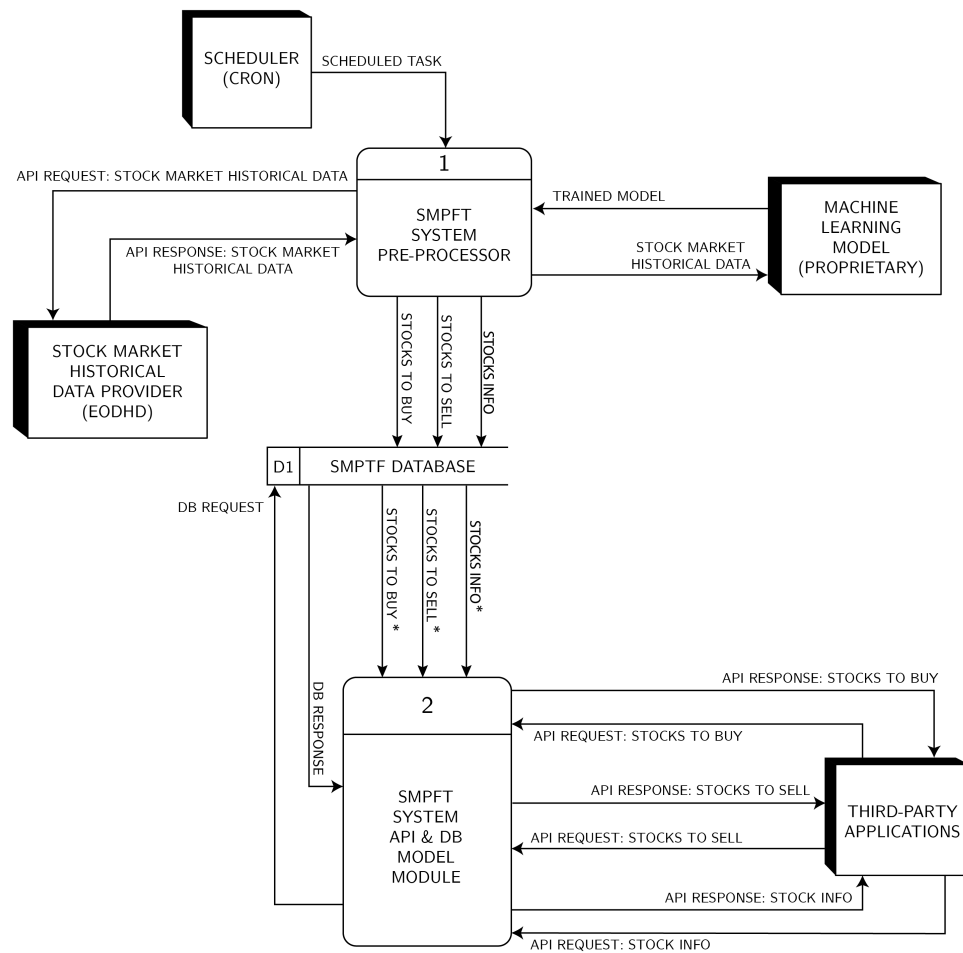 SCHEDULER
(CRON)
SCHEDULED TASK
1
SMPFT
SYSTEM
PRE-PROCESSOR
API REQUEST: STOCK MARKET HISTORICAL DATA
API RESPONSE: STOCK MARKET
HISTORICAL DATA
TRAINED MODEL
STOCK MARKET
HISTORICAL DATA
MACHINE
LEARNING
MODEL
(PROPRIETARY)
STOCK MARKET
HISTORICAL
DATA PROVIDER
(EODHD)
STOCKS TO BUY
STOCKS TO SELL
STOCKS INFO
D1
SMPTF DATABASE
DB REQUEST
STOCKS TO BUY *
STOCKS TO SELL *
STOCKS INFO*
DB RESPONSE
2
SMPFT
SYSTEM
API & DB
MODEL
MODULE
API RESPONSE: STOCKS TO BUY
API REQUEST: STOCKS TO BUY
API RESPONSE: STOCKS TO SELL
API REQUEST: STOCKS TO SELL
API RESPONSE: STOCK INFO
API REQUEST: STOCK INFO
THIRD-PARTY
APPLICATIONS